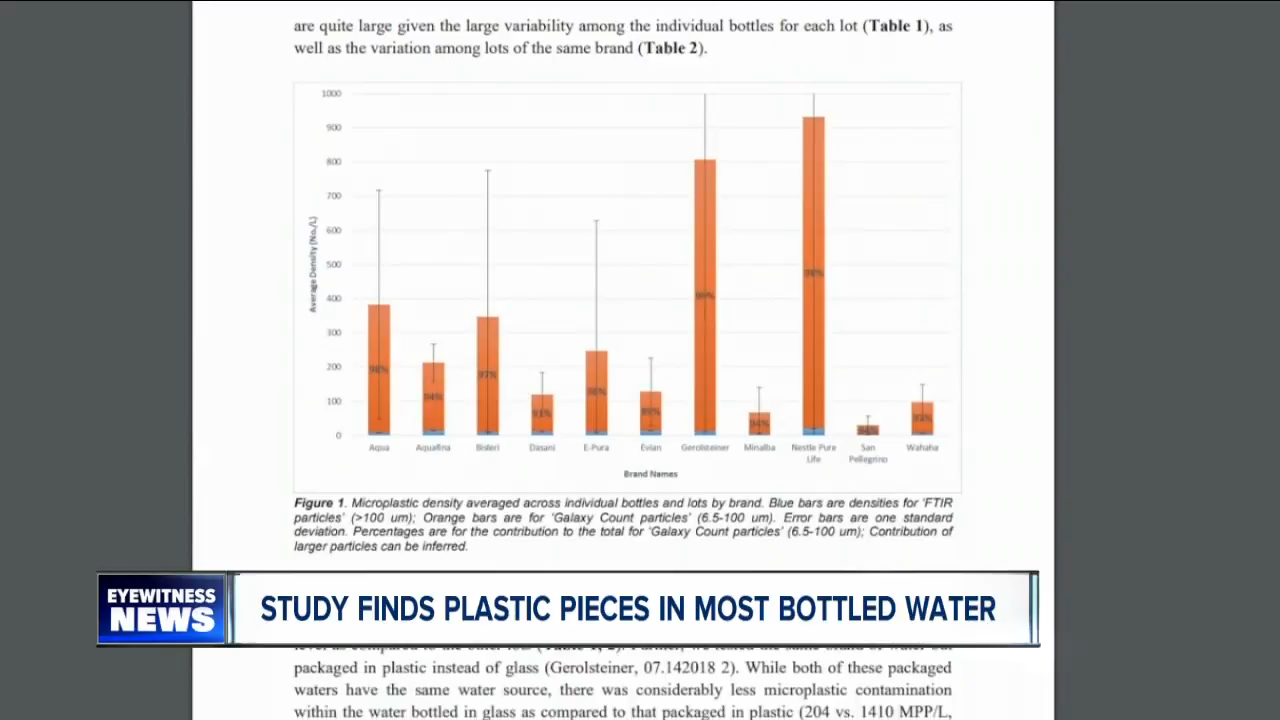 are quite large given the large variability among the individual bottles for each lot (Table 1), as
well as the variation among lots of the same brand (Table 2).
1000
900
800
700
600
500
400
300
200
100
0
Average Density (No./L)
98%
94%
97%
93%
89%
98%
93%
Aqua Aquafina Bisleri Dasani E-Pura Evian Gerolsteiner Minalba Nestle Pure Life San Pellegrino Wahaha
Brand Names
Figure 1. Microplastic density averaged across individual bottles and lots by brand. Blue bars are densities for 'FTIR
particles' (>100 um); Orange bars are for 'Galaxy Count particles' (6.5-100 um). Error bars are one standard
deviation. Percentages are for the contribution to the total for 'Galaxy Count particles' (6.5-100 um); Contribution of
larger particles can be inferred.
EYEWITNESS
NEWS
STUDY FINDS PLASTIC PIECES IN MOST BOTTLED WATER
packaged in plastic instead of glass (Gerolsteiner, 07.142018 2). While both of these packaged
waters have the same water source, there was considerably less microplastic contamination
within the water bottled in glass as compared to that packaged in plastic (204 vs. 1410 MPP/L,